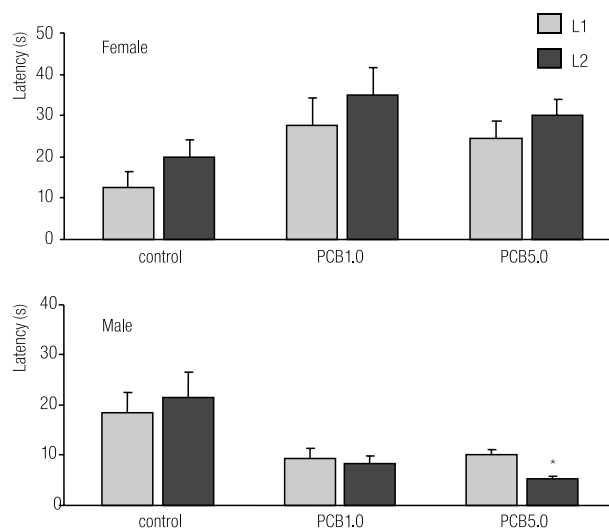 L1
L2
Female
Latency (s)
50
40
30
20
10
0
control
PCB1.0
PCB5.0
Male
Latency (s)
40
30
20
10
0
*
control
PCB1.0
PCB5.0